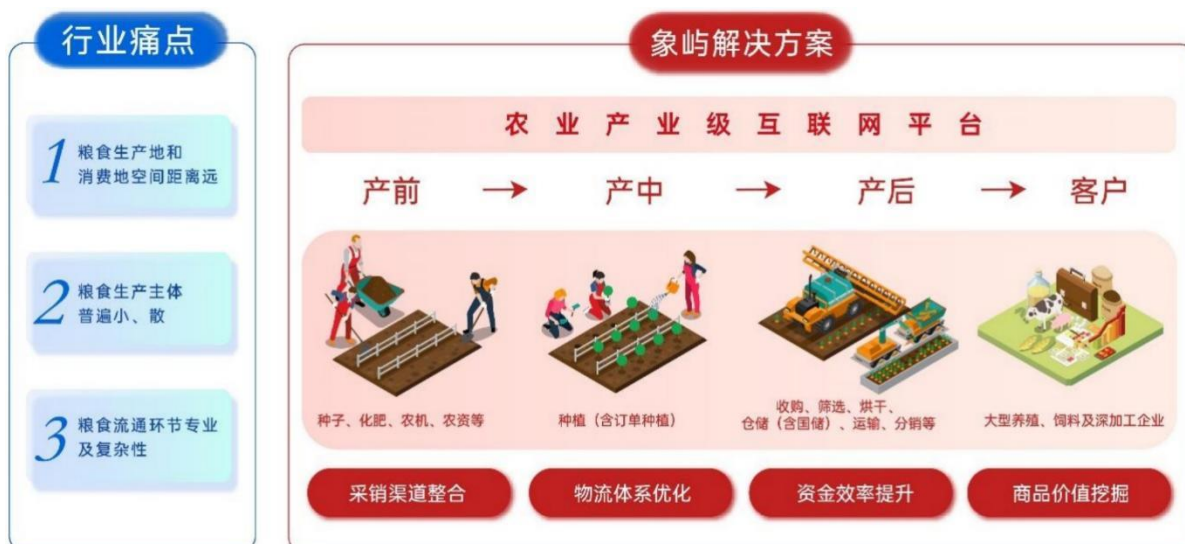 行业痛点
1
粮食生产地和
消费地空间距离远
2
粮食生产主体
普遍小、散
3
粮食流通环节专业
及复杂性
象屿解决方案
农业产业级互联网平台
产前 → 产中 → 产后 → 客户
种子、化肥、农机、农资等
种植（含订单种植）
收购、筛选、烘干、
仓储（含国储）、运输、分销等
大型养殖、饲料及深加工企业
采销渠道整合
物流体系优化
资金效率提升
商品价值挖掘